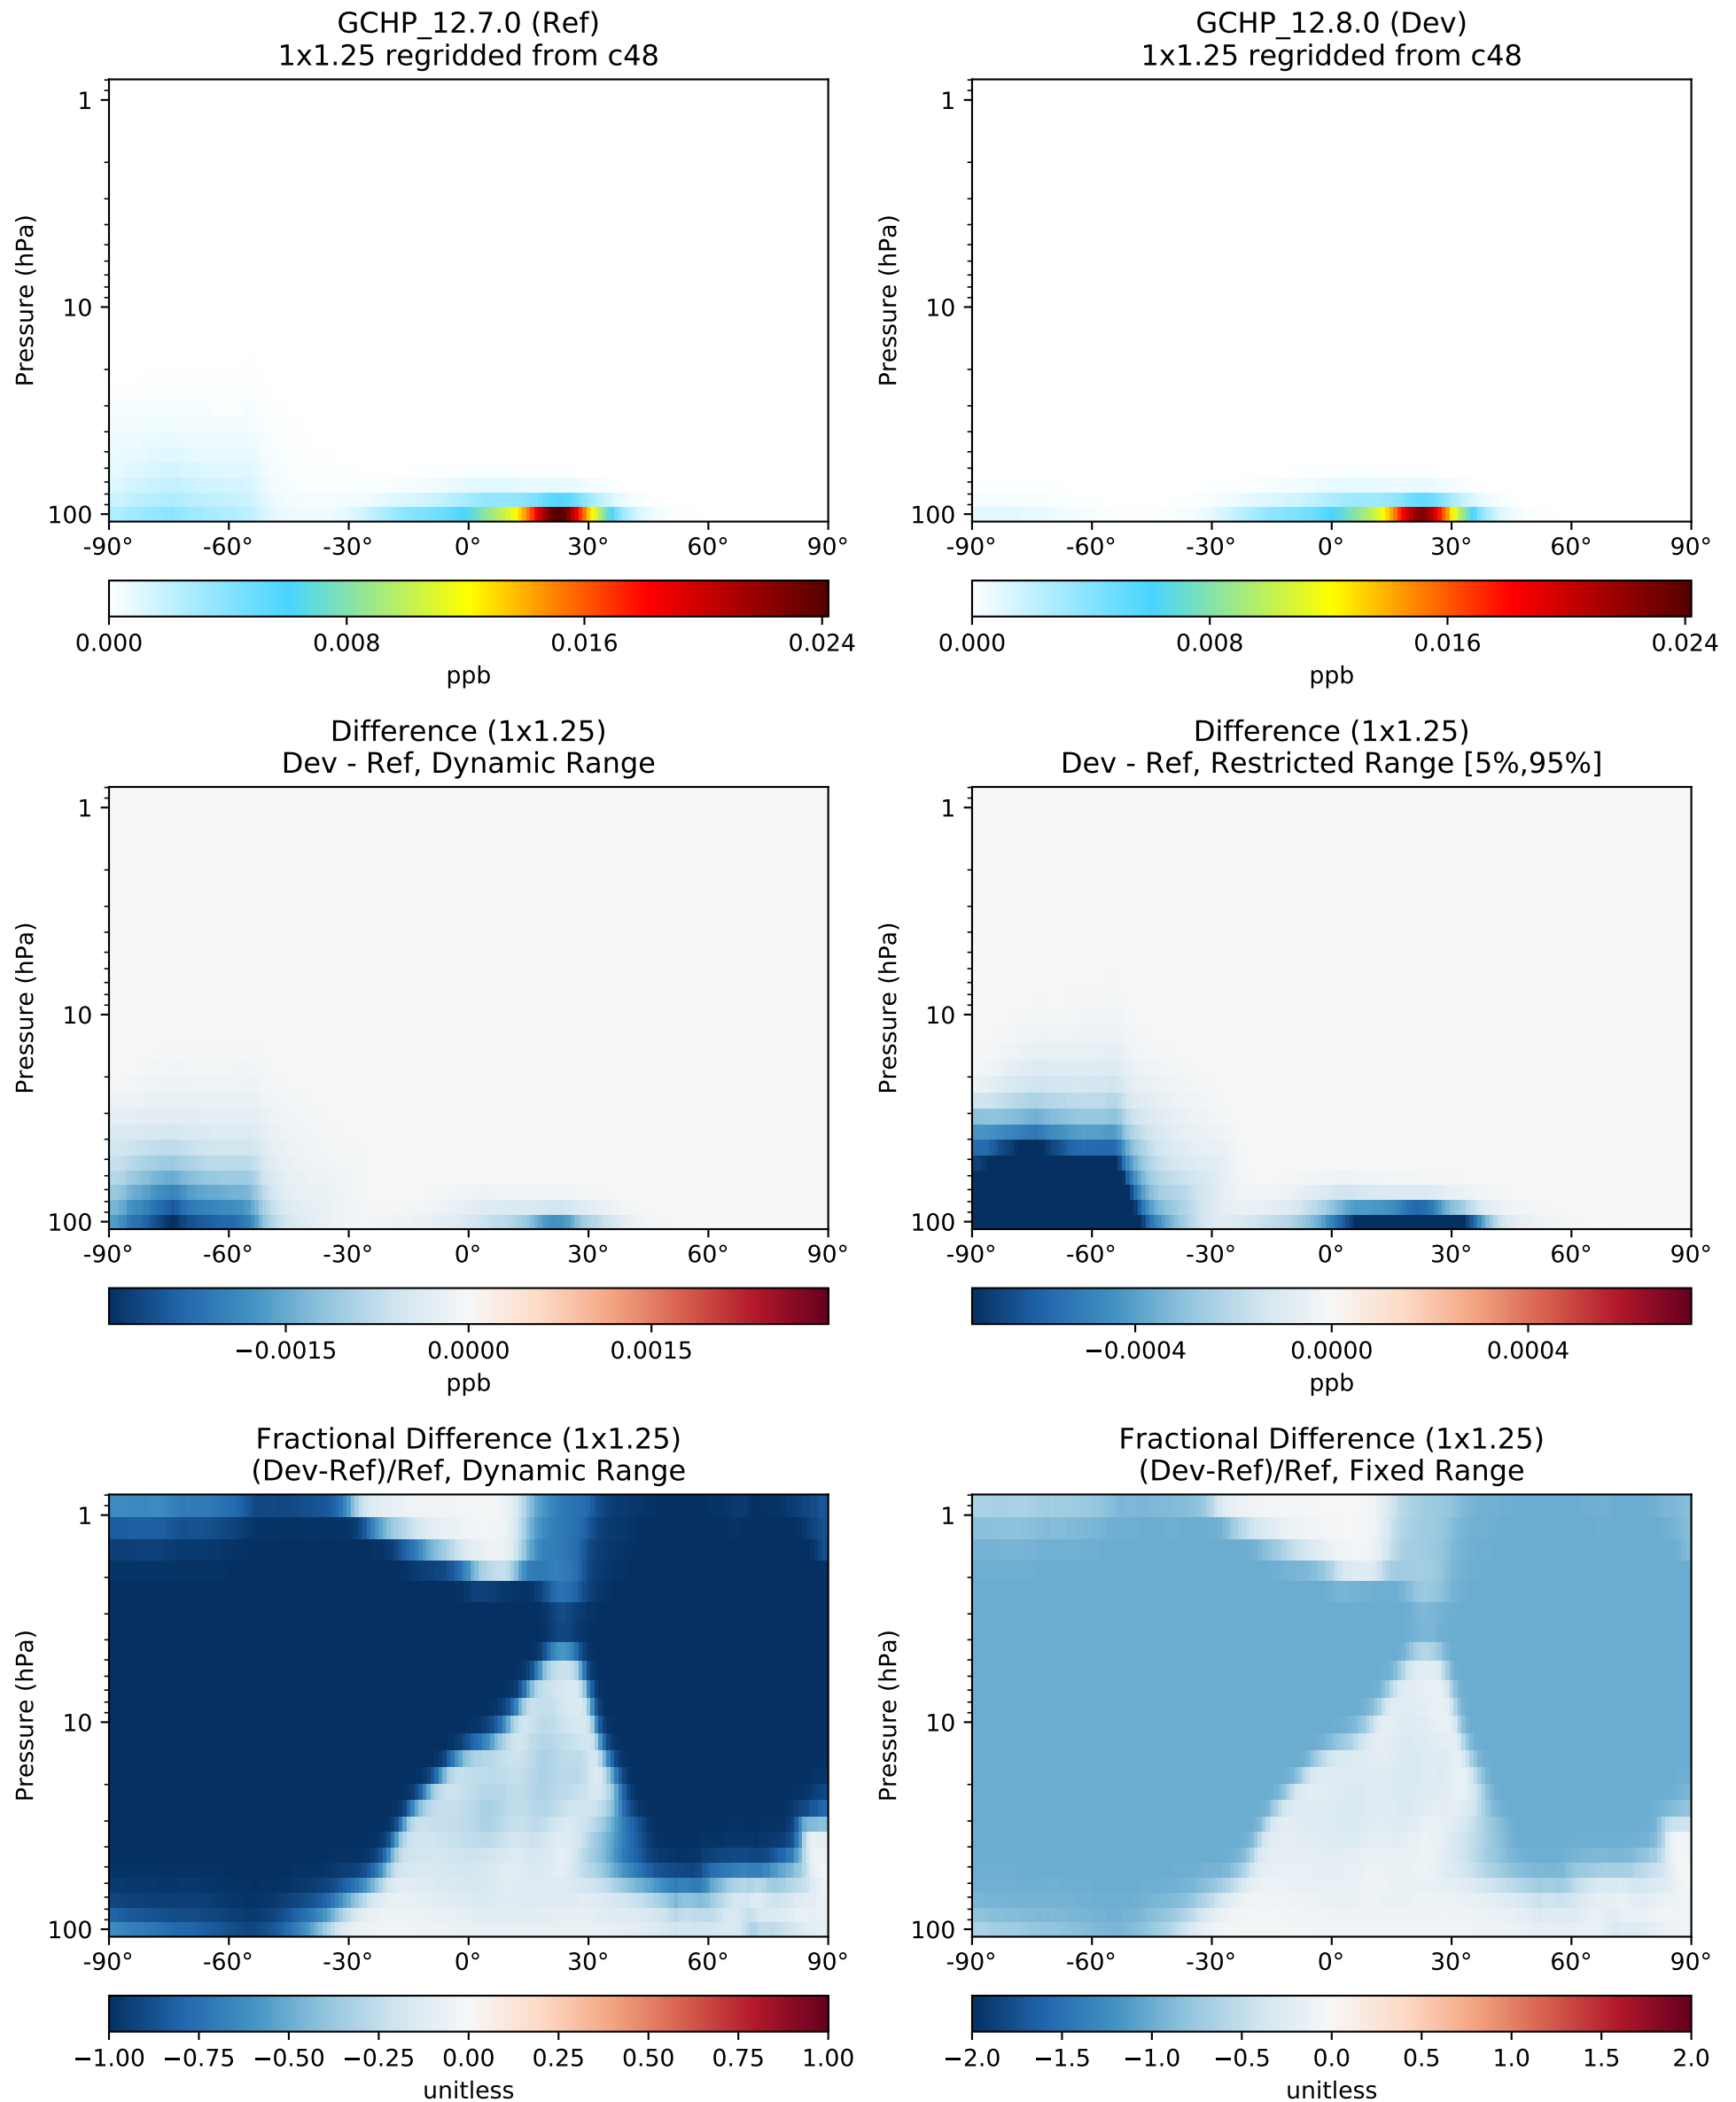 GCHP_12.7.0 (Ref)
1x1.25 regridded from c48
Pressure (hPa)
1
10
100
-90° -60° -30° 0° 30° 60° 90°
0.000 0.008 0.016 0.024
ppb
GCHP_12.8.0 (Dev)
1x1.25 regridded from c48
Pressure (hPa)
1
10
100
-90° -60° -30° 0° 30° 60° 90°
0.000 0.008 0.016 0.024
ppb
Difference (1x1.25)
Dev - Ref, Dynamic Range
Pressure (hPa)
1
10
100
-90° -60° -30° 0° 30° 60° 90°
−0.0015 0.0000 0.0015
ppb
Difference (1x1.25)
Dev - Ref, Restricted Range [5%,95%]
Pressure (hPa)
1
10
100
-90° -60° -30° 0° 30° 60° 90°
−0.0004 0.0000 0.0004
ppb
Fractional Difference (1x1.25)
(Dev-Ref)/Ref, Dynamic Range
Pressure (hPa)
1
10
100
-90° -60° -30° 0° 30° 60° 90°
−1.00 −0.75 −0.50 −0.25 0.00 0.25 0.50 0.75 1.00
unitless
Fractional Difference (1x1.25)
(Dev-Ref)/Ref, Fixed Range
Pressure (hPa)
1
10
100
-90° -60° -30° 0° 30° 60° 90°
−2.0 −1.5 −1.0 −0.5 0.0 0.5 1.0 1.5 2.0
unitless